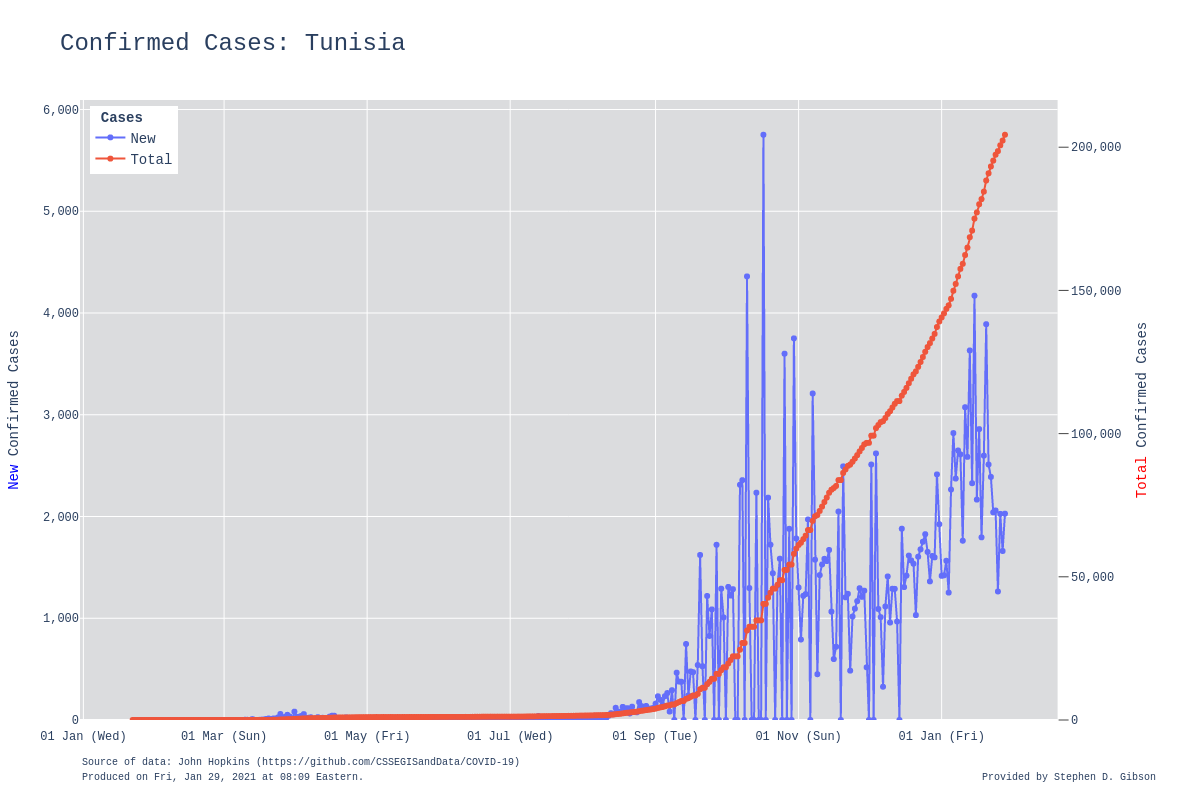 Confirmed Cases: Tunisia
Cases
New
Total
6,000
5,000
4,000
3,000
2,000
1,000
0
200,000
150,000
100,000
50,000
0
New Confirmed Cases
Total Confirmed Cases
01 Jan (Wed) 01 Mar (Sun) 01 May (Fri) 01 Jul (Wed) 01 Sep (Tue) 01 Nov (Sun) 01 Jan (Fri)
Source of data: John Hopkins (https://github.com/CSSEGISandData/COVID-19)
Produced on Fri, Jan 29, 2021 at 08:09 Eastern.
Provided by Stephen D. Gibson